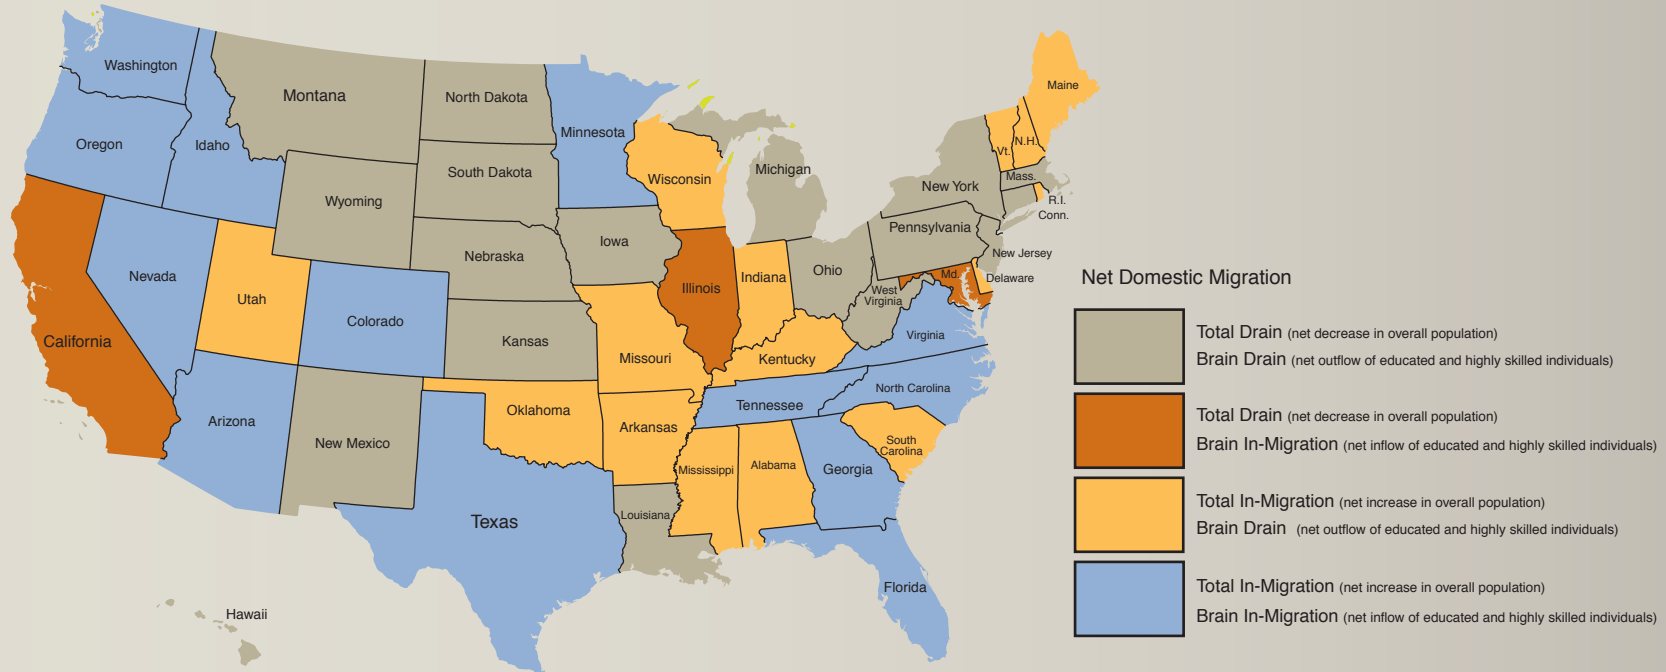 Washington
Oregon
Idaho
Montana
North Dakota
Minnesota
South Dakota
Wyoming
Wisconsin
Michigan
Maine
Vt.
N.H.
Mass.
New York
R.I.
Conn.
Pennsylvania
New Jersey
Nebraska
Iowa
Nevada
Utah
Colorado
Illinois
Indiana
Ohio
Md.
Delaware
West
Virginia
Virginia
California
Kansas
Missouri
Kentucky
North Carolina
Arizona
New Mexico
Oklahoma
Arkansas
Tennessee
South
Carolina
Mississippi
Alabama
Georgia
Texas
Louisiana
Florida
Hawaii
Net Domestic Migration
Total Drain (net decrease in overall population)
Brain Drain (net outflow of educated and highly skilled individuals)
Total Drain (net decrease in overall population)
Brain In-Migration (net inflow of educated and highly skilled individuals)
Total In-Migration (net increase in overall population)
Brain Drain (net outflow of educated and highly skilled individuals)
Total In-Migration (net increase in overall population)
Brain In-Migration (net inflow of educated and highly skilled individuals)